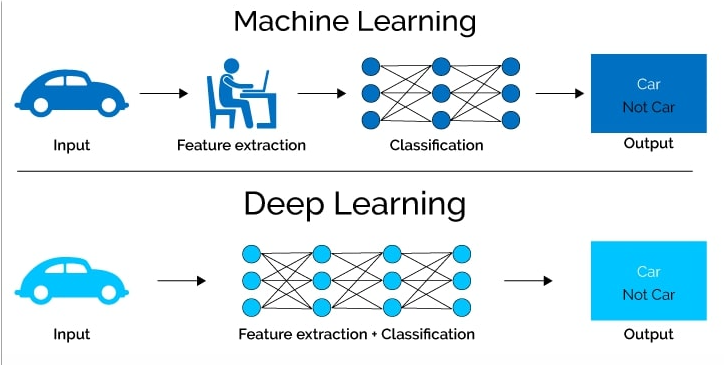 Machine Learning
Car
Not Car
Input
Feature extraction
Classification
Output
Deep Learning
Car
Not Car
Input
Feature extraction + Classification
Output